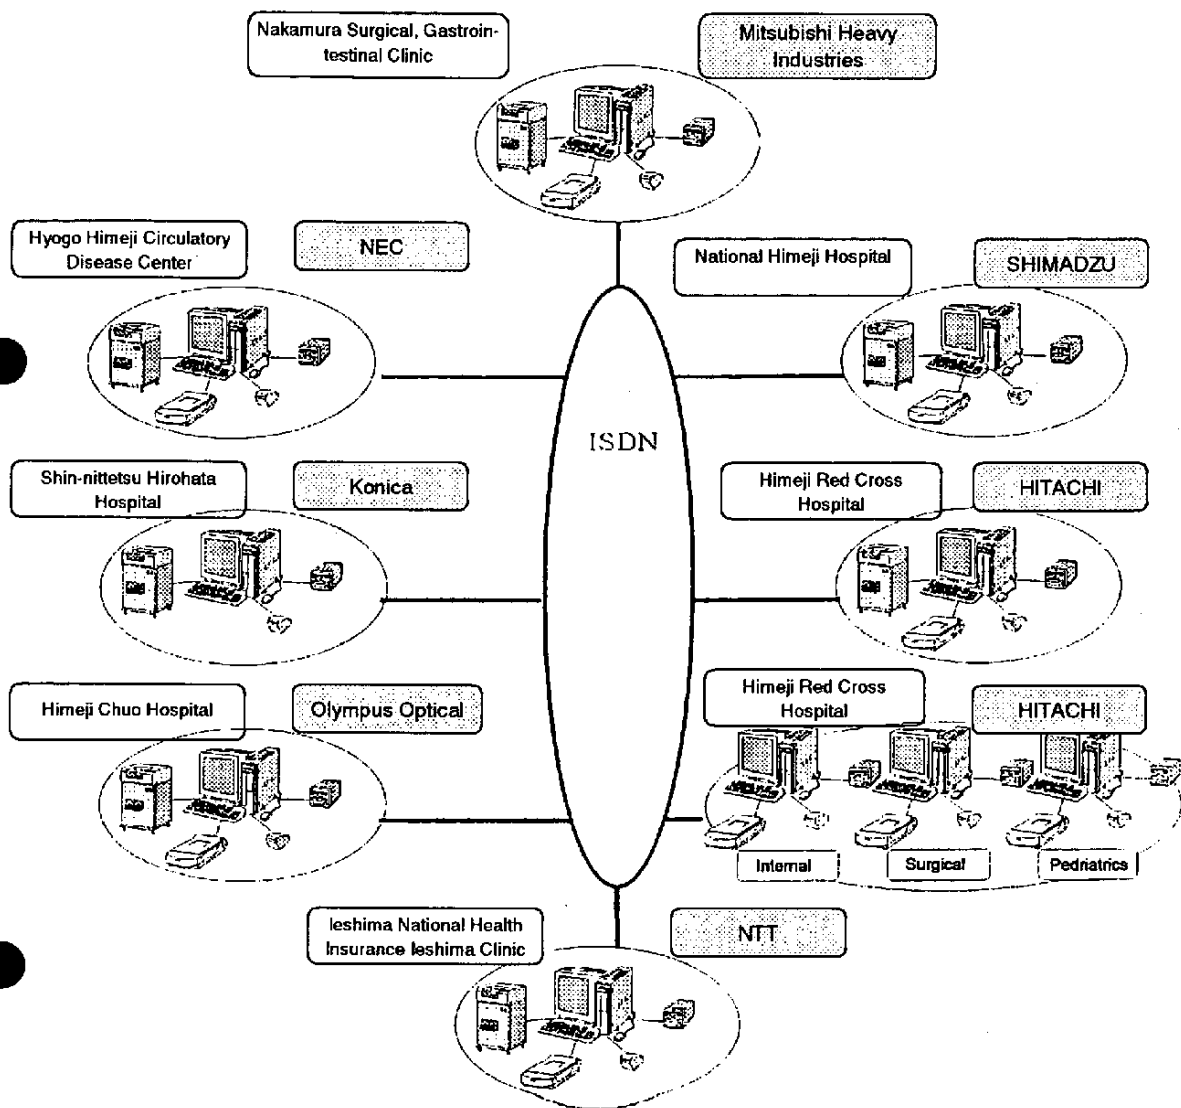 Nakamura Surgical, Gastroin-
testinal Clinic
Mitsubishi Heavy
Industries
Hyogo Himeji Circulatory
Disease Center
NEC
National Himeji Hospital
SHIMADZU
ISDN
Shin-nittetsu Hirohata
Hospital
Konica
Himeji Red Cross
Hospital
HITACHI
Himeji Chuo Hospital
Olympus Optical
Himeji Red Cross
Hospital
HITACHI
Internal
Surgical
Pedriatrics
Ieshima National Health
Insurance Ieshima Clinic
NTT